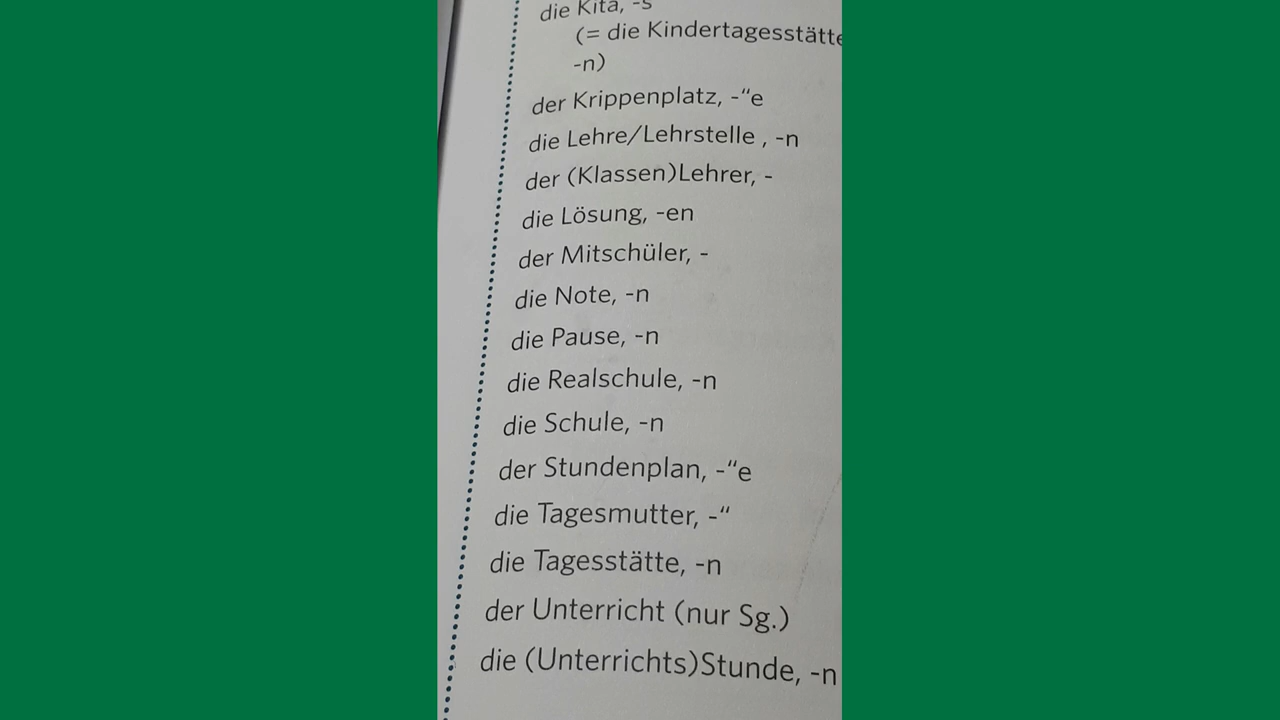 die Kita, -s
(= die Kindertagesstätte
-n)
der Krippenplatz, -“e
die Lehre/Lehrstelle , -n
der (Klassen)Lehrer, -
die Lösung, -en
der Mitschüler, -
die Note, -n
die Pause, -n
die Realschule, -n
die Schule, -n
der Stundenplan, -“e
die Tagesmutter, -“
die Tagesstätte, -n
der Unterricht (nur Sg.)
die (Unterrichts)Stunde, -n